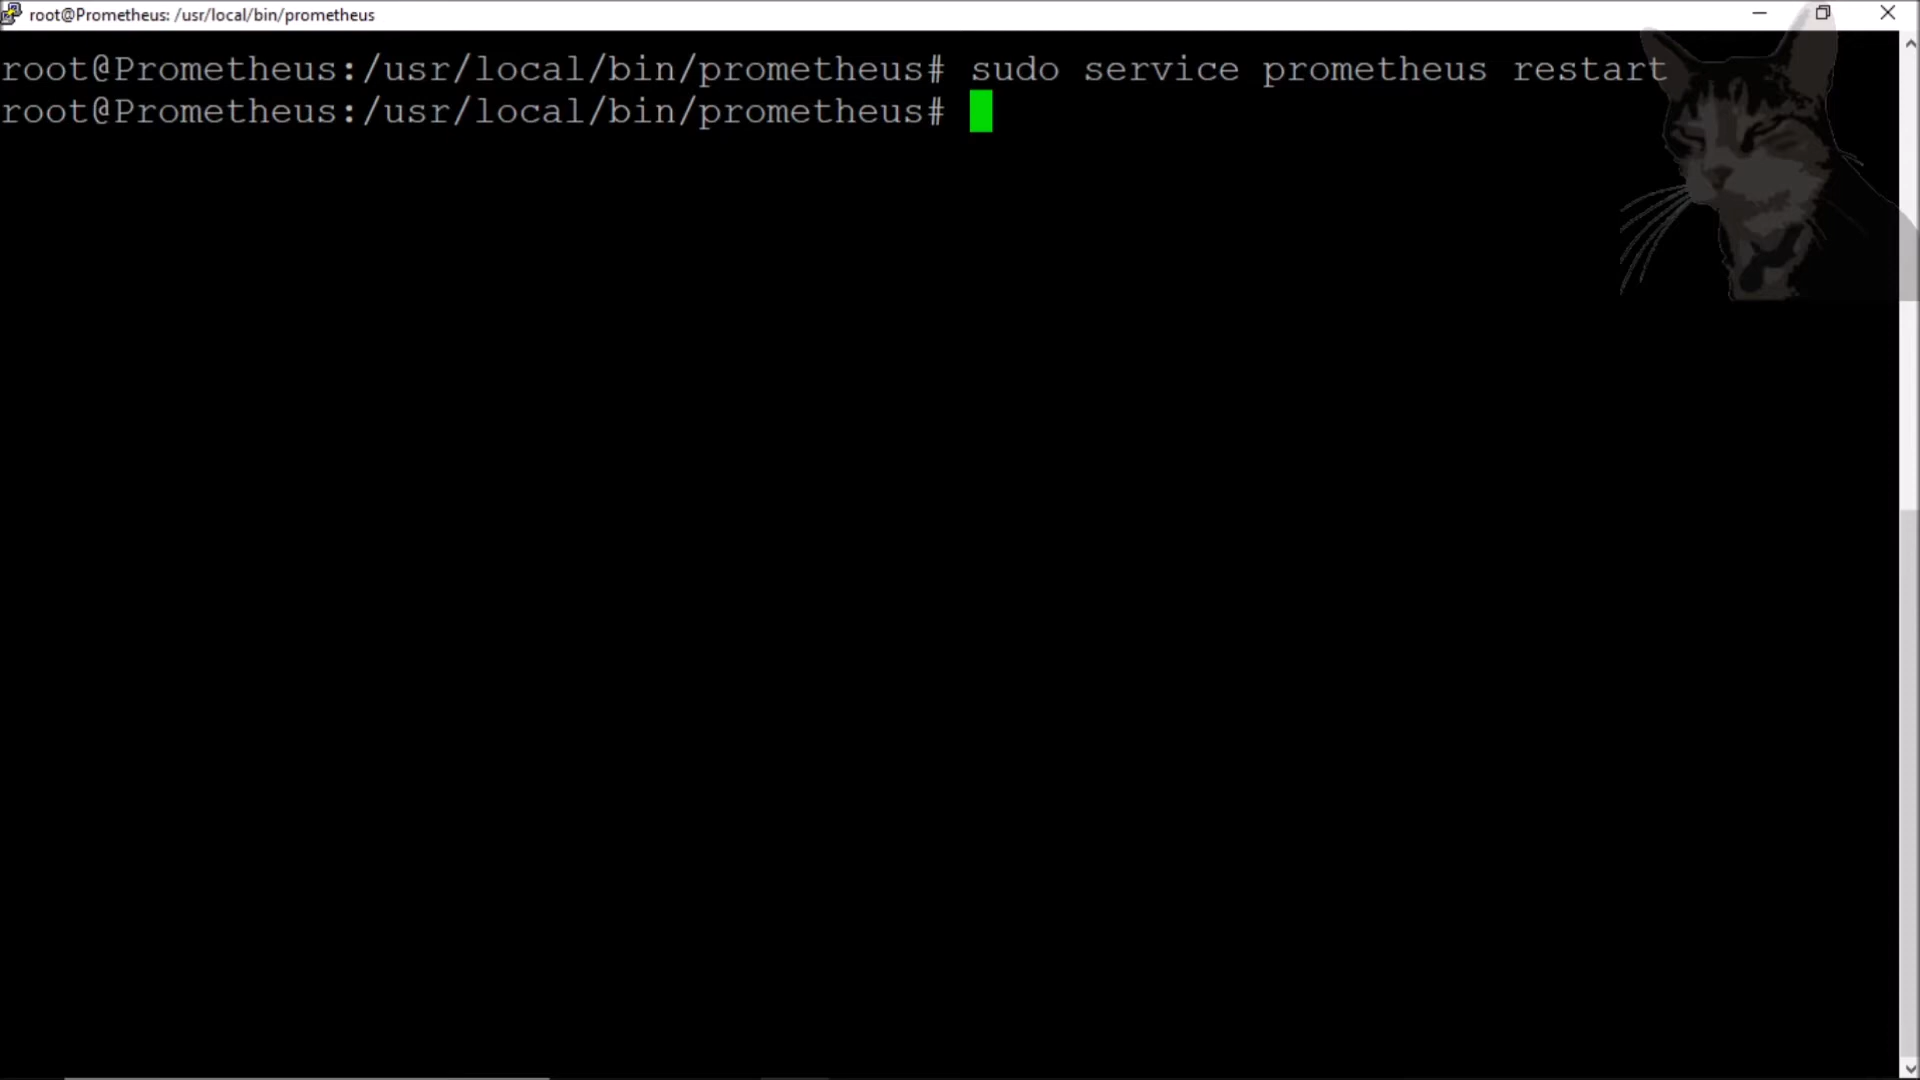 root@Prometheus: /usr/local/bin/prometheus
root@Prometheus:/usr/local/bin/prometheus# sudo service prometheus restart
root@Prometheus:/usr/local/bin/prometheus#